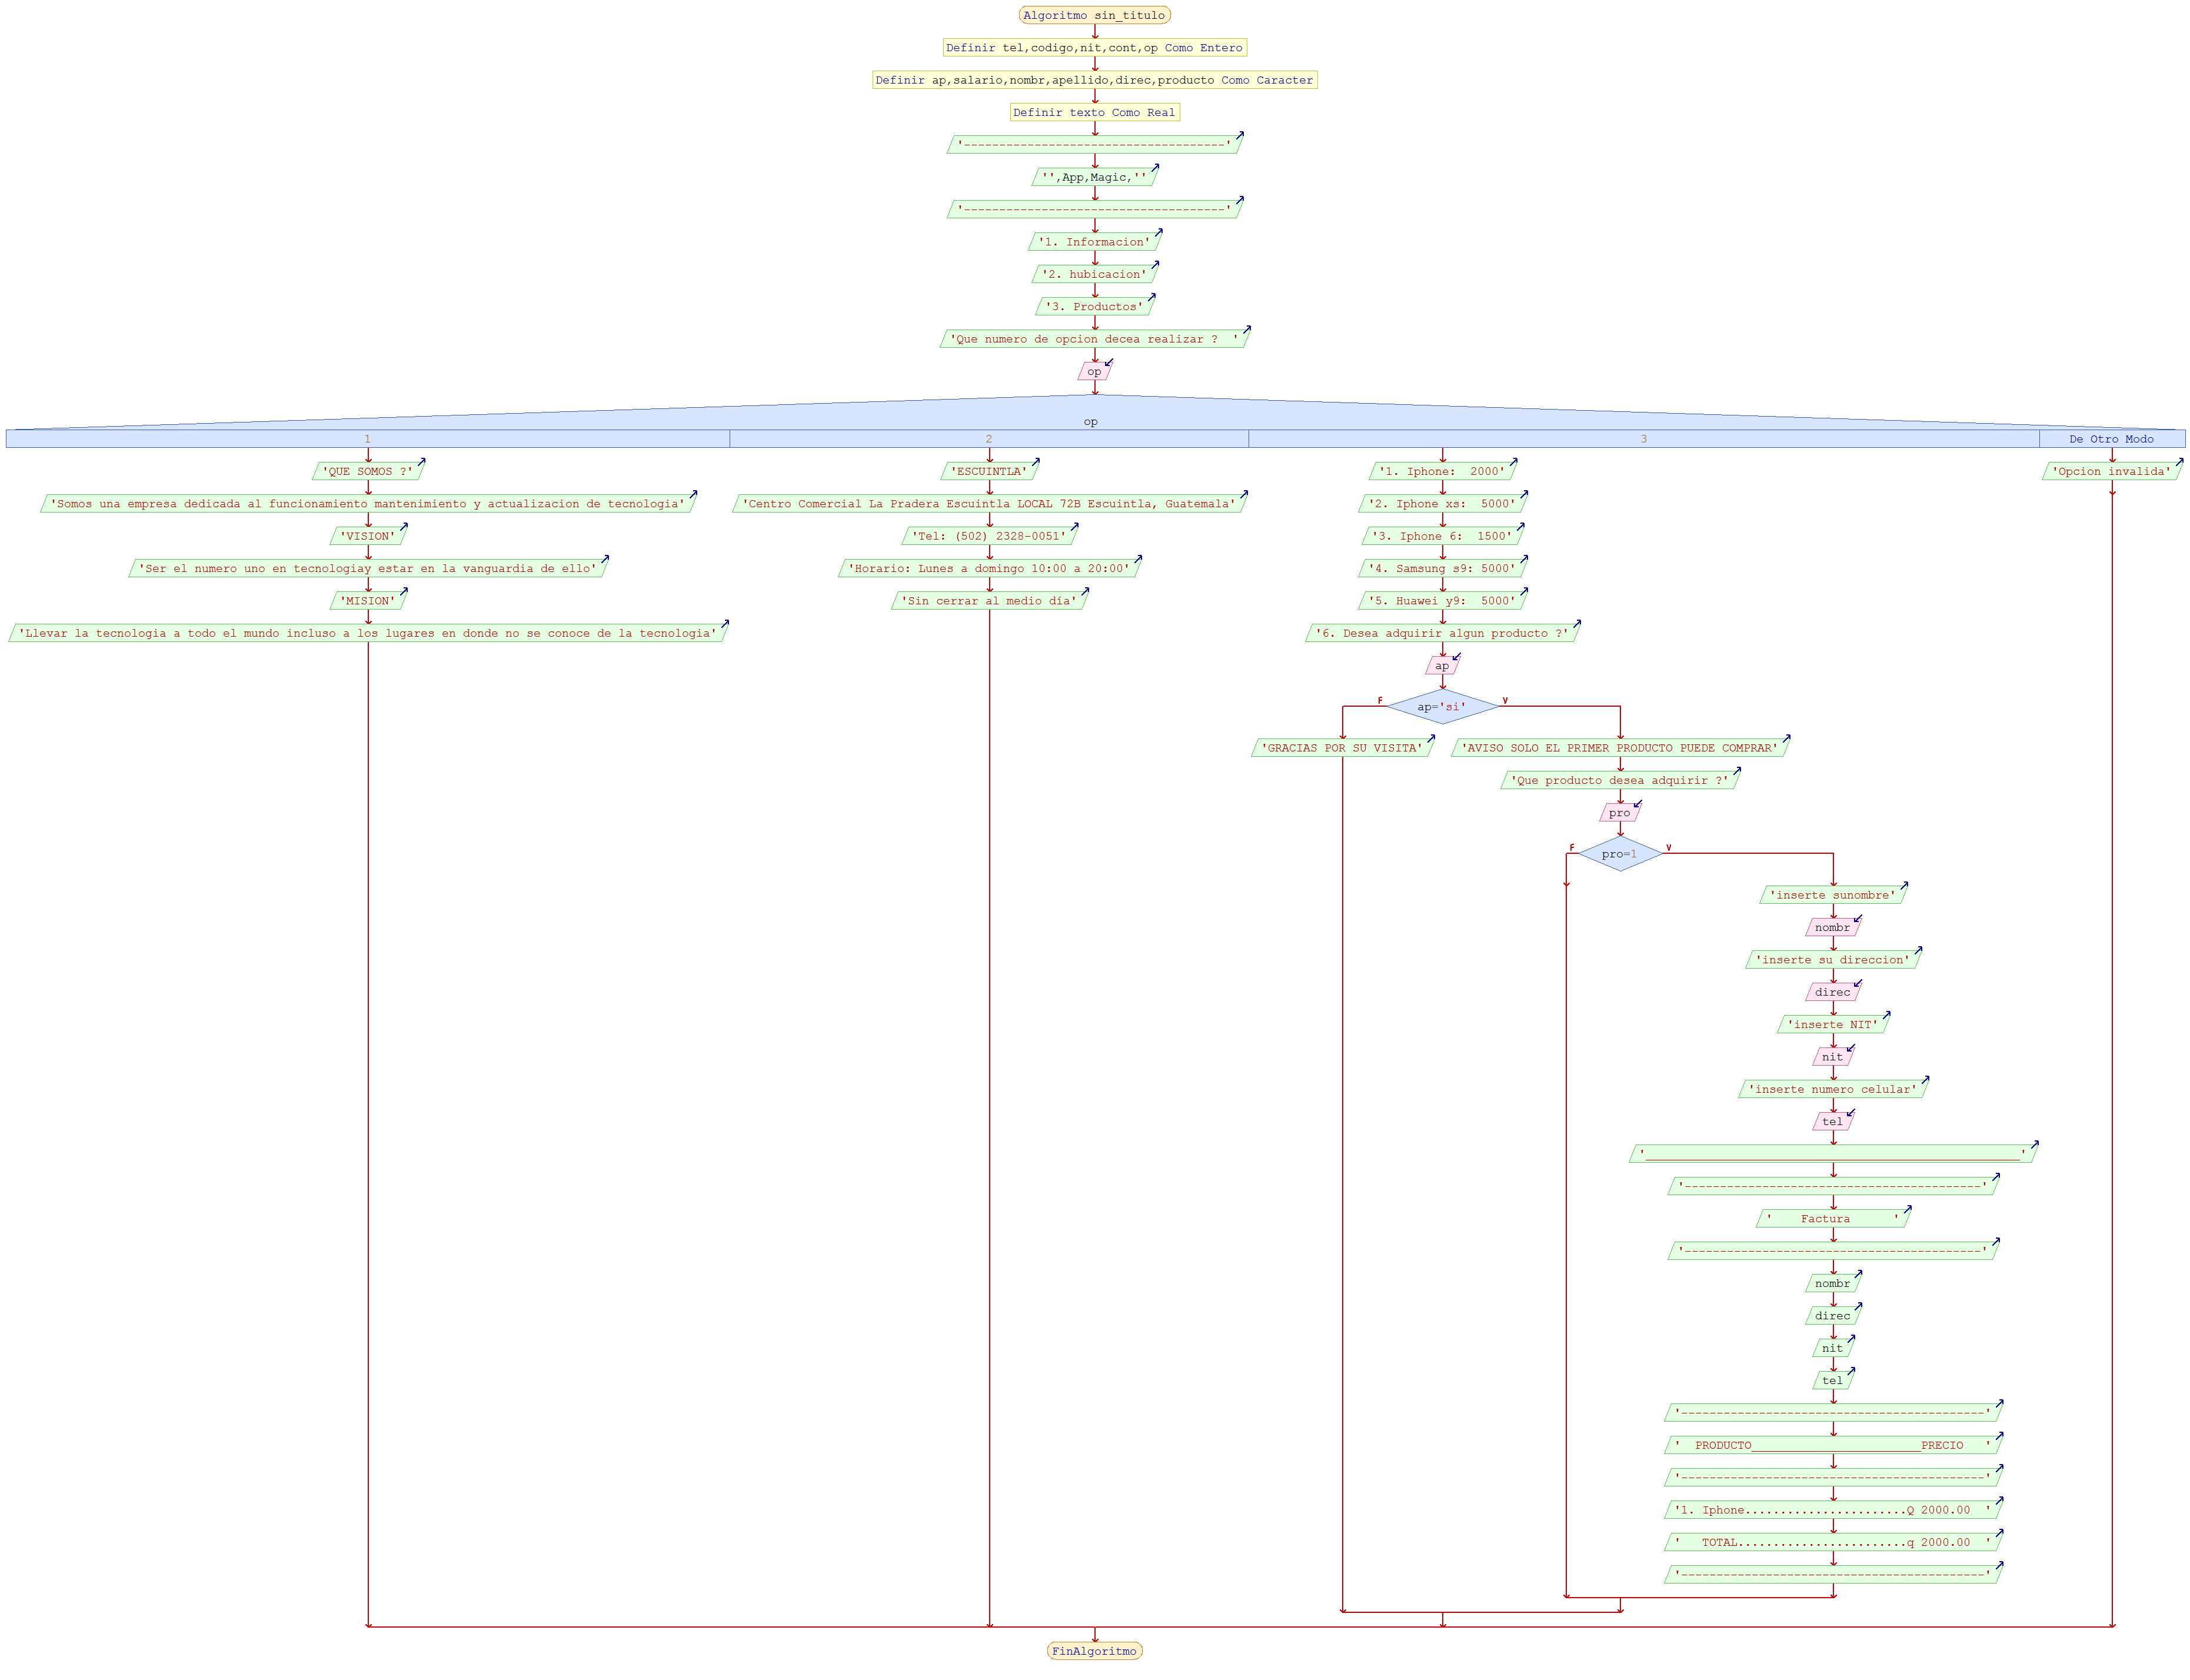 Algoritmo sin_titulo
Definir tel,codigo,nit,cont,op Como Entero
Definir ap,salario,nombr,apellido,direc,producto Como Caracter
Definir texto Como Real
'-------------------------------------'
'',App,Magic,''
'-------------------------------------'
'1. Informacion'
'2. hubicacion'
'3. Productos'
'Que numero de opcion decea realizar ?  '
op
op
1
2
3
De Otro Modo
'QUE SOMOS ?'
'Somos una empresa dedicada al funcionamiento mantenimiento y actualizacion de tecnologia'
'VISION'
'Ser el numero uno en tecnologiay estar en la vanguardia de ello'
'MISION'
'Llevar la tecnologia a todo el mundo incluso a los lugares en donde no se conoce de la tecnologia'
'ESCUINTLA'
'Centro Comercial La Pradera Escuintla LOCAL 72B Escuintla, Guatemala'
'Tel: (502) 2328-0051'
'Horario: Lunes a domingo 10:00 a 20:00'
'Sin cerrar al medio día'
'1. Iphone:  2000'
'2. Iphone xs:  5000'
'3. Iphone 6:  1500'
'4. Samsung s9: 5000'
'5. Huawei y9:  5000'
'6. Desea adquirir algun producto ?'
ap
ap='si'
F
V
'GRACIAS POR SU VISITA'
'AVISO SOLO EL PRIMER PRODUCTO PUEDE COMPRAR'
'Que producto desea adquirir ?'
pro
pro=1
F
V
'inserte sunombre'
nombr
'inserte su direccion'
direc
'inserte NIT'
nit
'inserte numero celular'
tel
'_____________________________________________________'
'------------------------------------------'
'    Factura      '
'------------------------------------------'
nombr
direc
nit
tel
'-------------------------------------------'
'  PRODUCTO________________________PRECIO   '
'-------------------------------------------'
'1. Iphone.......................Q 2000.00  '
'   TOTAL........................q 2000.00  '
'-------------------------------------------'
'Opcion invalida'
FinAlgoritmo